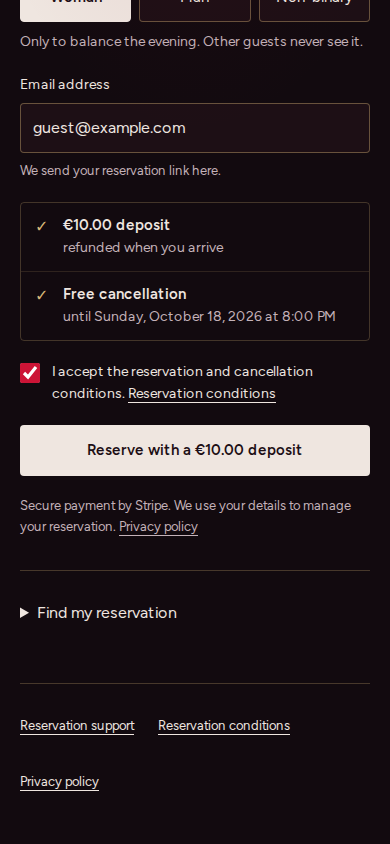 Only to balance the evening. Other guests never see it.
Email address
guest@example.com
We send your reservation link here.
✓ €10.00 deposit
refunded when you arrive
✓ Free cancellation
until Sunday, October 18, 2026 at 8:00 PM
I accept the reservation and cancellation
conditions. Reservation conditions
Reserve with a €10.00 deposit
Secure payment by Stripe. We use your details to manage
your reservation. Privacy policy
Find my reservation
Reservation support Reservation conditions
Privacy policy